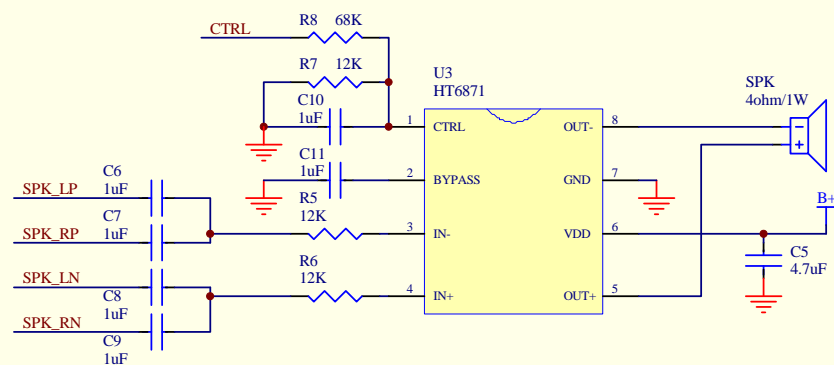 R8 68K
CTRL
R7 12K
U3
HT6871
SPK
4ohm/1W
C10
1uF
1 CTRL OUT- 8
C11
1uF
2 BYPASS GND 7
C6
1uF
SPK_LP
R5
12K
B+
C7
1uF
SPK_RP
3 IN- VDD 6
C5
4.7uF
R6
12K
SPK_LN
C8
1uF
4 IN+ OUT+ 5
SPK_RN
C9
1uF